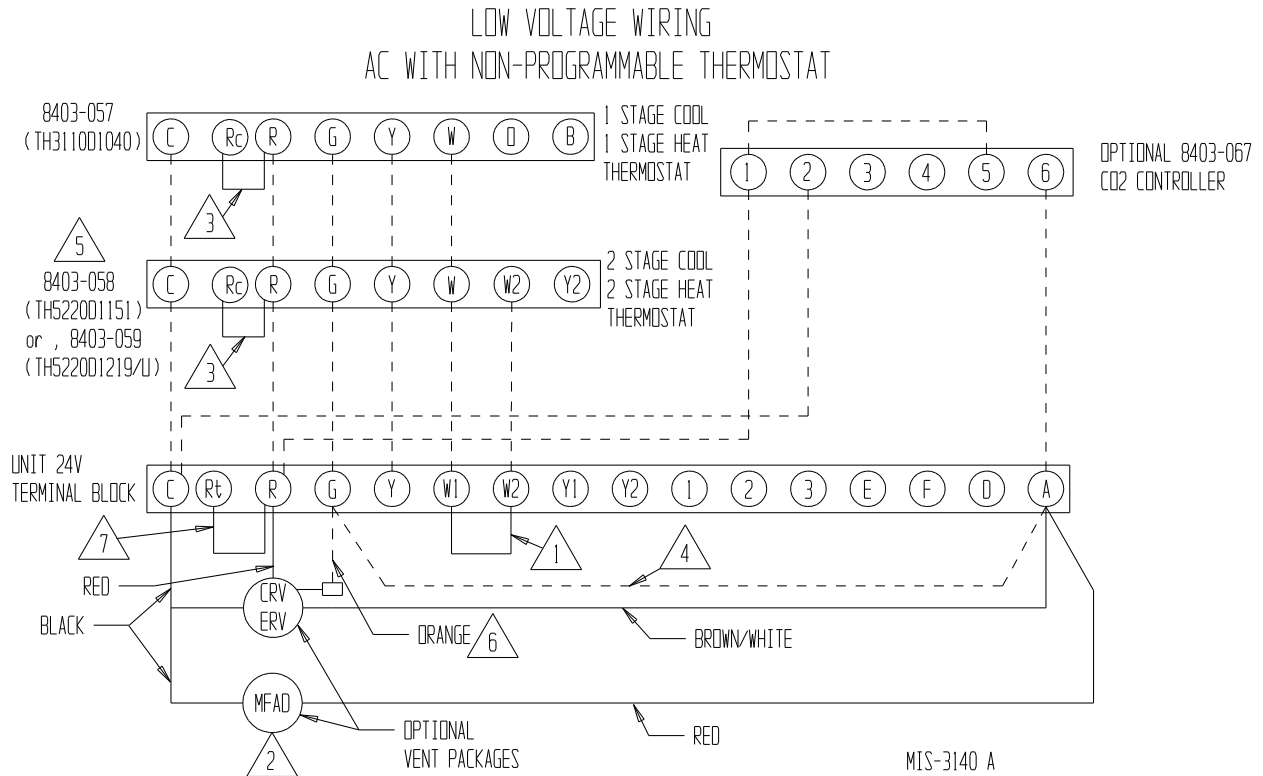 LOW VOLTAGE WIRING
AC WITH NON-PROGRAMMABLE THERMOSTAT
8403-057
(TH3110D1040)
C Rc R G Y W O B
1 STAGE COOL
1 STAGE HEAT
THERMOSTAT
1 2 3 4 5 6
OPTIONAL 8403-067
CO2 CONTROLLER
3
5
8403-058
(TH5220D1151)
or , 8403-059
(TH5220D1219/U)
C Rc R G Y W W2 Y2
2 STAGE COOL
2 STAGE HEAT
THERMOSTAT
3
UNIT 24V
TERMINAL BLOCK
C Rt R G Y W1 W2 Y1 Y2 1 2 3 E F D A
7
1
4
RED
CRV
ERV
BLACK
ORANGE
6
BROWN/WHITE
MFAD
2
OPTIONAL
VENT PACKAGES
RED
MIS-3140 A